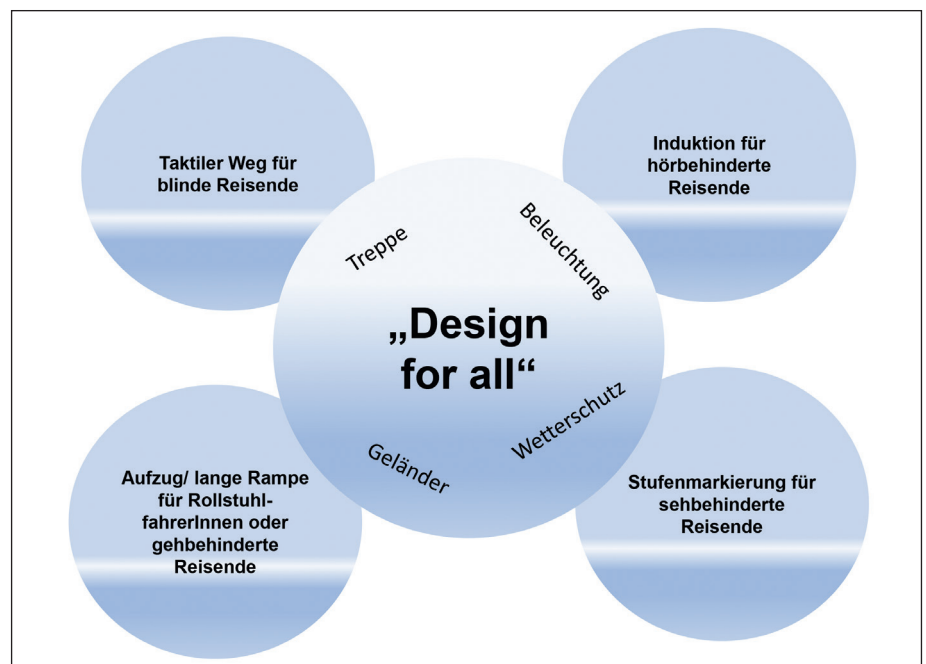 Taktiler Weg für
blinde Reisende
Induktion für
hörbehinderte
Reisende
Treppe
Beleuchtung
„Design
for all“
Geländer
Wetterschutz
Aufzug/ lange Rampe
für Rollstuhl-
fahrerInnen oder
gehbehinderte
Reisende
Stufenmarkierung für
sehbehinderte
Reisende